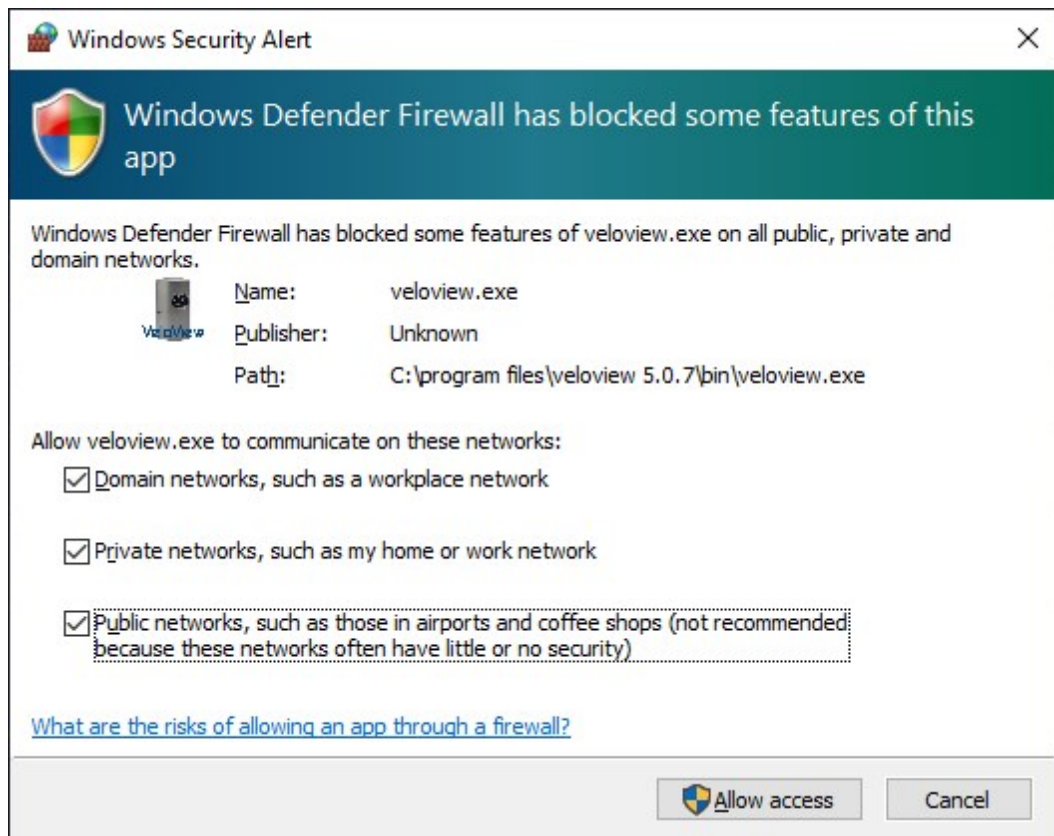 Windows Security Alert
Windows Defender Firewall has blocked some features of this
app
Windows Defender Firewall has blocked some features of veloview.exe on all public, private and
domain networks.
VeloView
Name: veloview.exe
Publisher: Unknown
Path: C:\program files\veloview 5.0.7\bin\veloview.exe
Allow veloview.exe to communicate on these networks:
Domain networks, such as a workplace network
Private networks, such as my home or work network
Public networks, such as those in airports and coffee shops (not recommended
because these networks often have little or no security)
What are the risks of allowing an app through a firewall?
Allow access Cancel